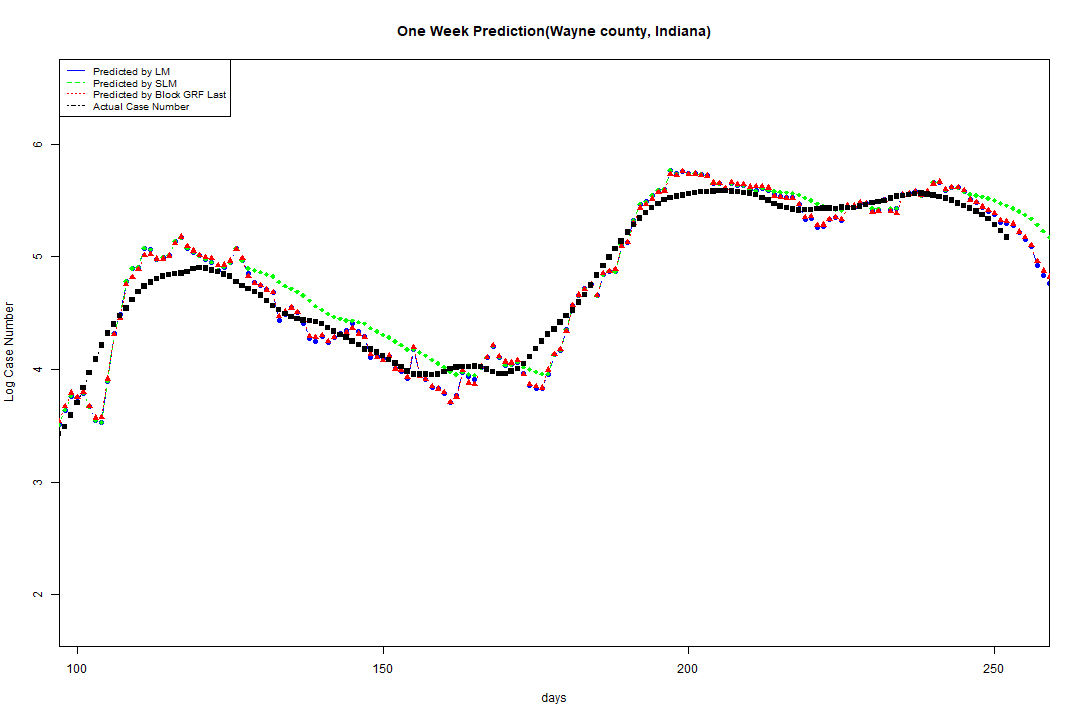 One Week Prediction(Wayne county, Indiana)
Predicted by LM
Predicted by SLM
Predicted by Block GRF Last
Actual Case Number
6
5
4
3
2
Log Case Number
100 150 200 250
days